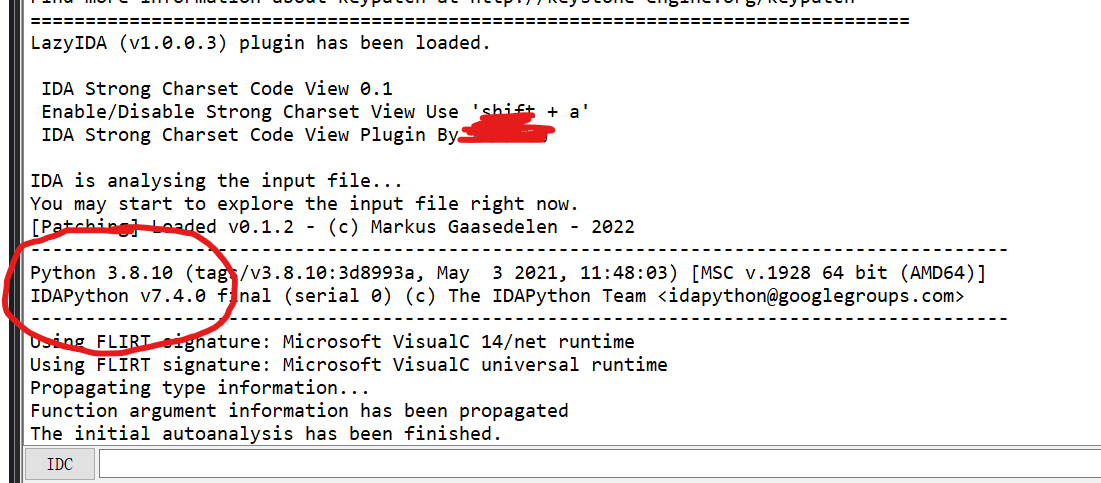 Find more information about Keypatch at http://keystone-engine.org/keypatch
================================================================================
LazyIDA (v1.0.0.3) plugin has been loaded.
IDA Strong Charset Code View 0.1
Enable/Disable Strong Charset View Use 'shift + a'
IDA Strong Charset Code View Plugin By
IDA is analysing the input file...
You may start to explore the input file right now.
[Patching] Loaded v0.1.2 - (c) Markus Gaasedelen - 2022
-----------------------------------------------------------------------------------------
Python 3.8.10 (tags/v3.8.10:3d8993a, May  3 2021, 11:48:03) [MSC v.1928 64 bit (AMD64)]
IDAPython v7.4.0 final (serial 0) (c) The IDAPython Team <idapython@googlegroups.com>
-----------------------------------------------------------------------------------------
Using FLIRT signature: Microsoft VisualC 14/net runtime
Using FLIRT signature: Microsoft VisualC universal runtime
Propagating type information...
Function argument information has been propagated
The initial autoanalysis has been finished.
IDC